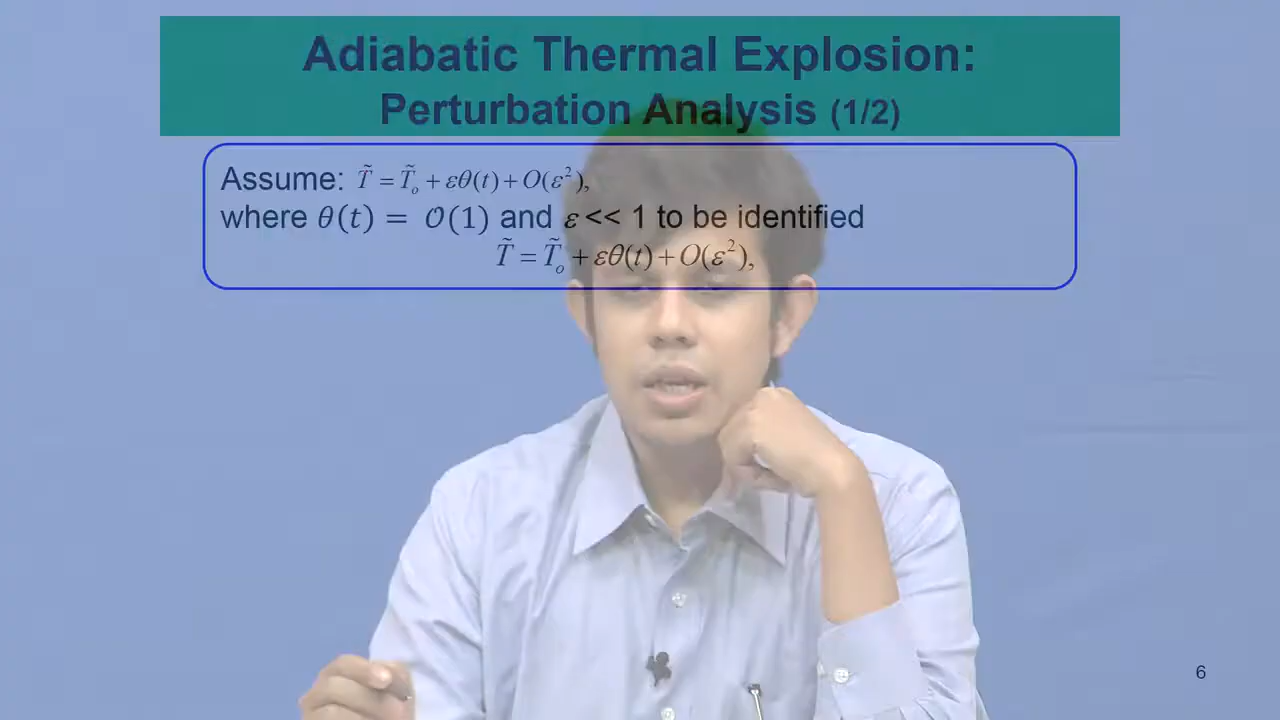 Adiabatic Thermal Explosion:
Perturbation Analysis (1/2)
Assume: T̃ = T̃ₒ + εθ(t) + O(ε²),
where θ(t) = 𝒪(1) and ε << 1 to be identified
T̃ = T̃ₒ + εθ(t) + O(ε²),
6